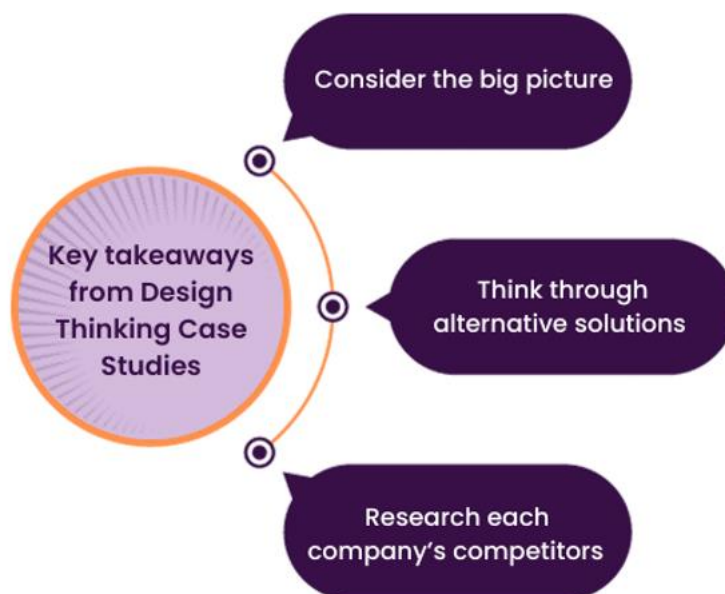 Consider the big picture
Key takeaways
from Design
Thinking Case
Studies
Think through
alternative solutions
Research each
company's competitors